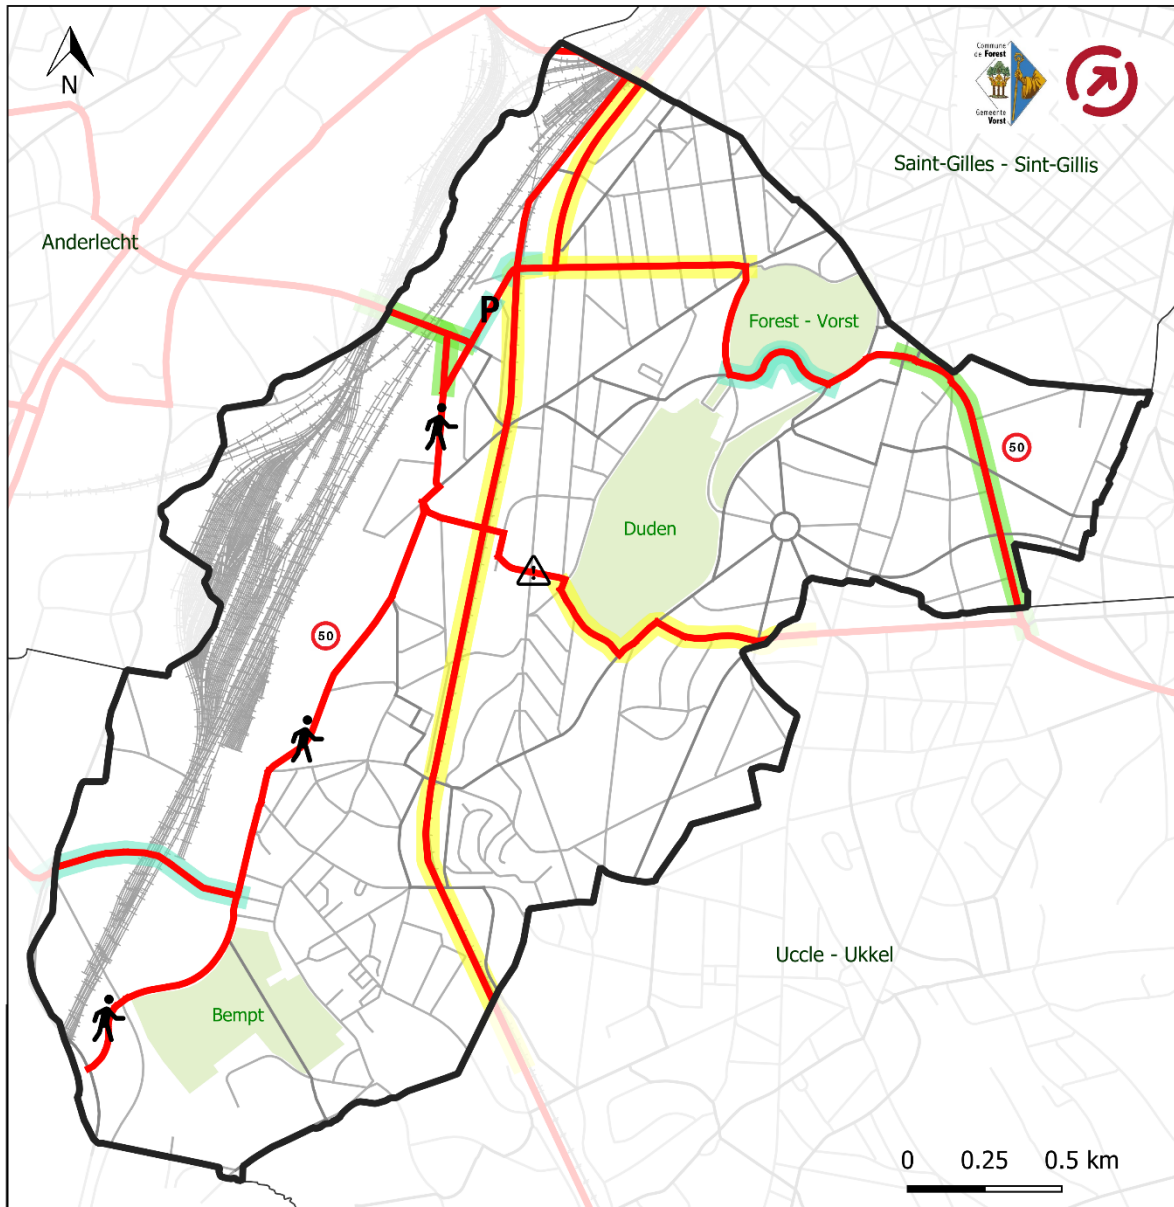 N
Commune
de Forest
Gemeente
Vorst
Saint-Gilles - Sint-Gillis
Anderlecht
P
Forest - Vorst
50
Duden
!
50
Uccle - Ukkel
Bempt
0 0.25 0.5 km